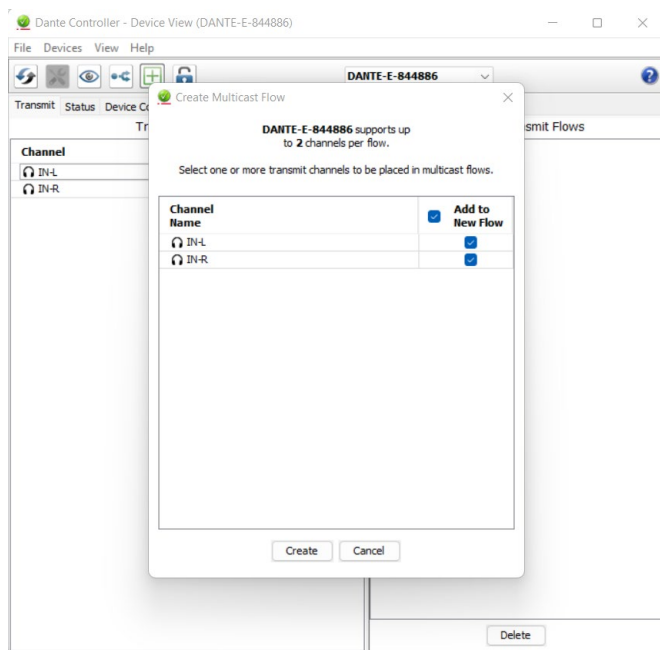 Dante Controller - Device View (DANTE-E-844886)
File Devices View Help
DANTE-E-844886
Transmit Status Device Co
Tr
smit Flows
Channel
IN-L
IN-R
Create Multicast Flow
DANTE-E-844886 supports up
to 2 channels per flow.
Select one or more transmit channels to be placed in multicast flows.
Channel
Name
Add to
New Flow
IN-L
IN-R
Create Cancel
Delete